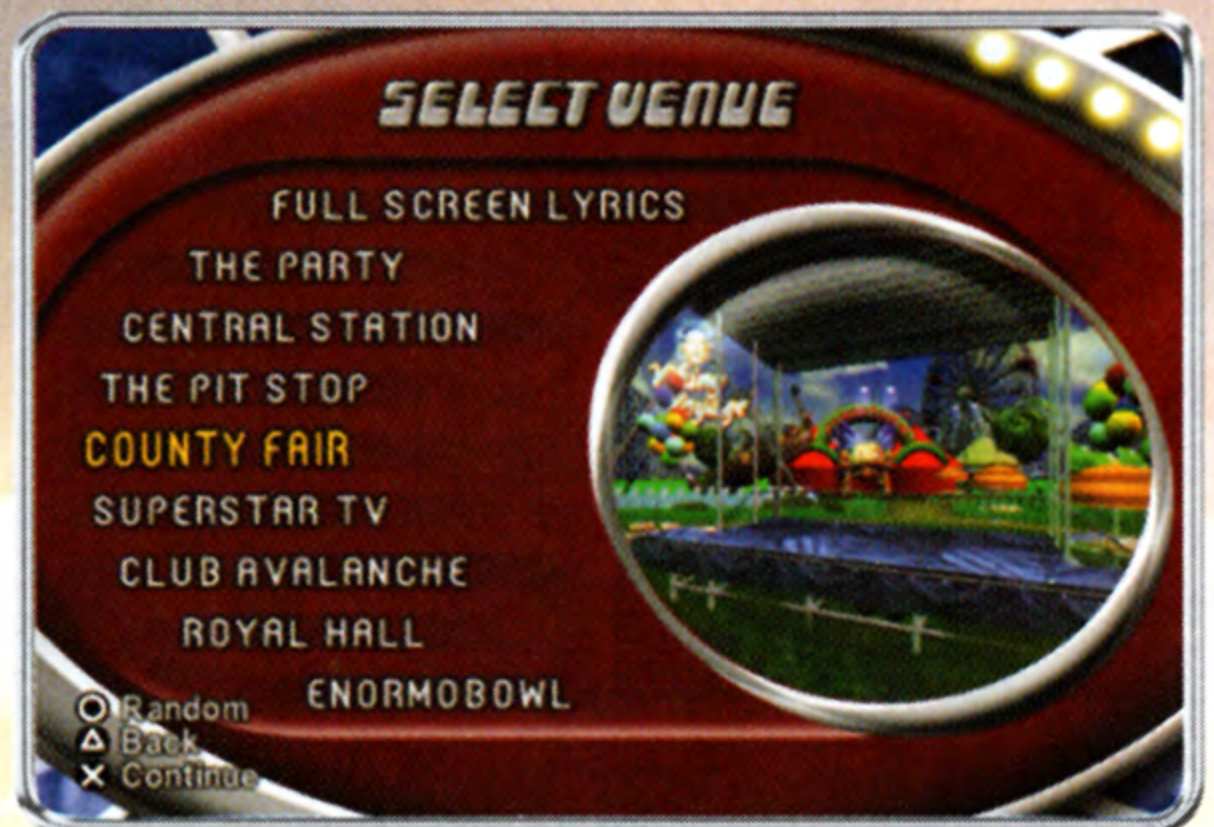 SELECT VENUE
FULL SCREEN LYRICS
THE PARTY
CENTRAL STATION
THE PIT STOP
COUNTY FAIR
SUPERSTAR TV
CLUB AVALANCHE
ROYAL HALL
ENORMOBOWL
Random
Back
Continue